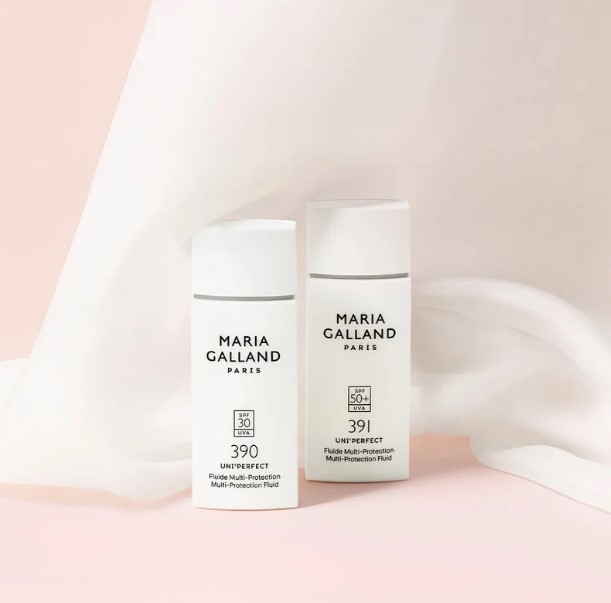 MARIA
GALLAND
PARIS
SPF
30
UVA
390
UNI'PERFECT
Fluide Multi-Protection
Multi-Protection Fluid
MARIA
GALLAND
PARIS
SPF
50+
UVA
391
UNI'PERFECT
Fluide Multi-Protection
Multi-Protection Fluid